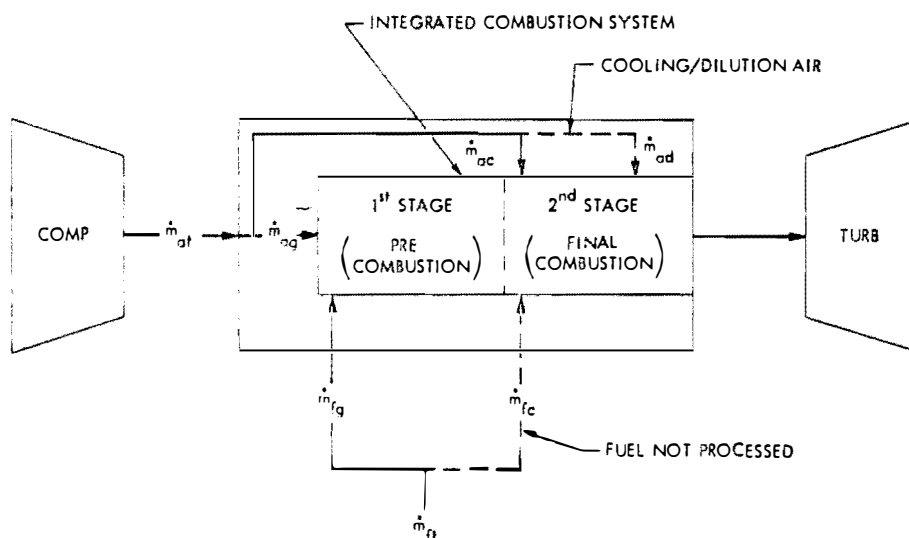 INTEGRATED COMBUSTION SYSTEM
COOLING/DILUTION AIR
ṁac
ṁad
COMP
ṁat
ṁag
1st STAGE
(PRE
COMBUSTION)
2nd STAGE
(FINAL
COMBUSTION)
TURB
ṁfg
ṁfc
FUEL NOT PROCESSED
ṁft